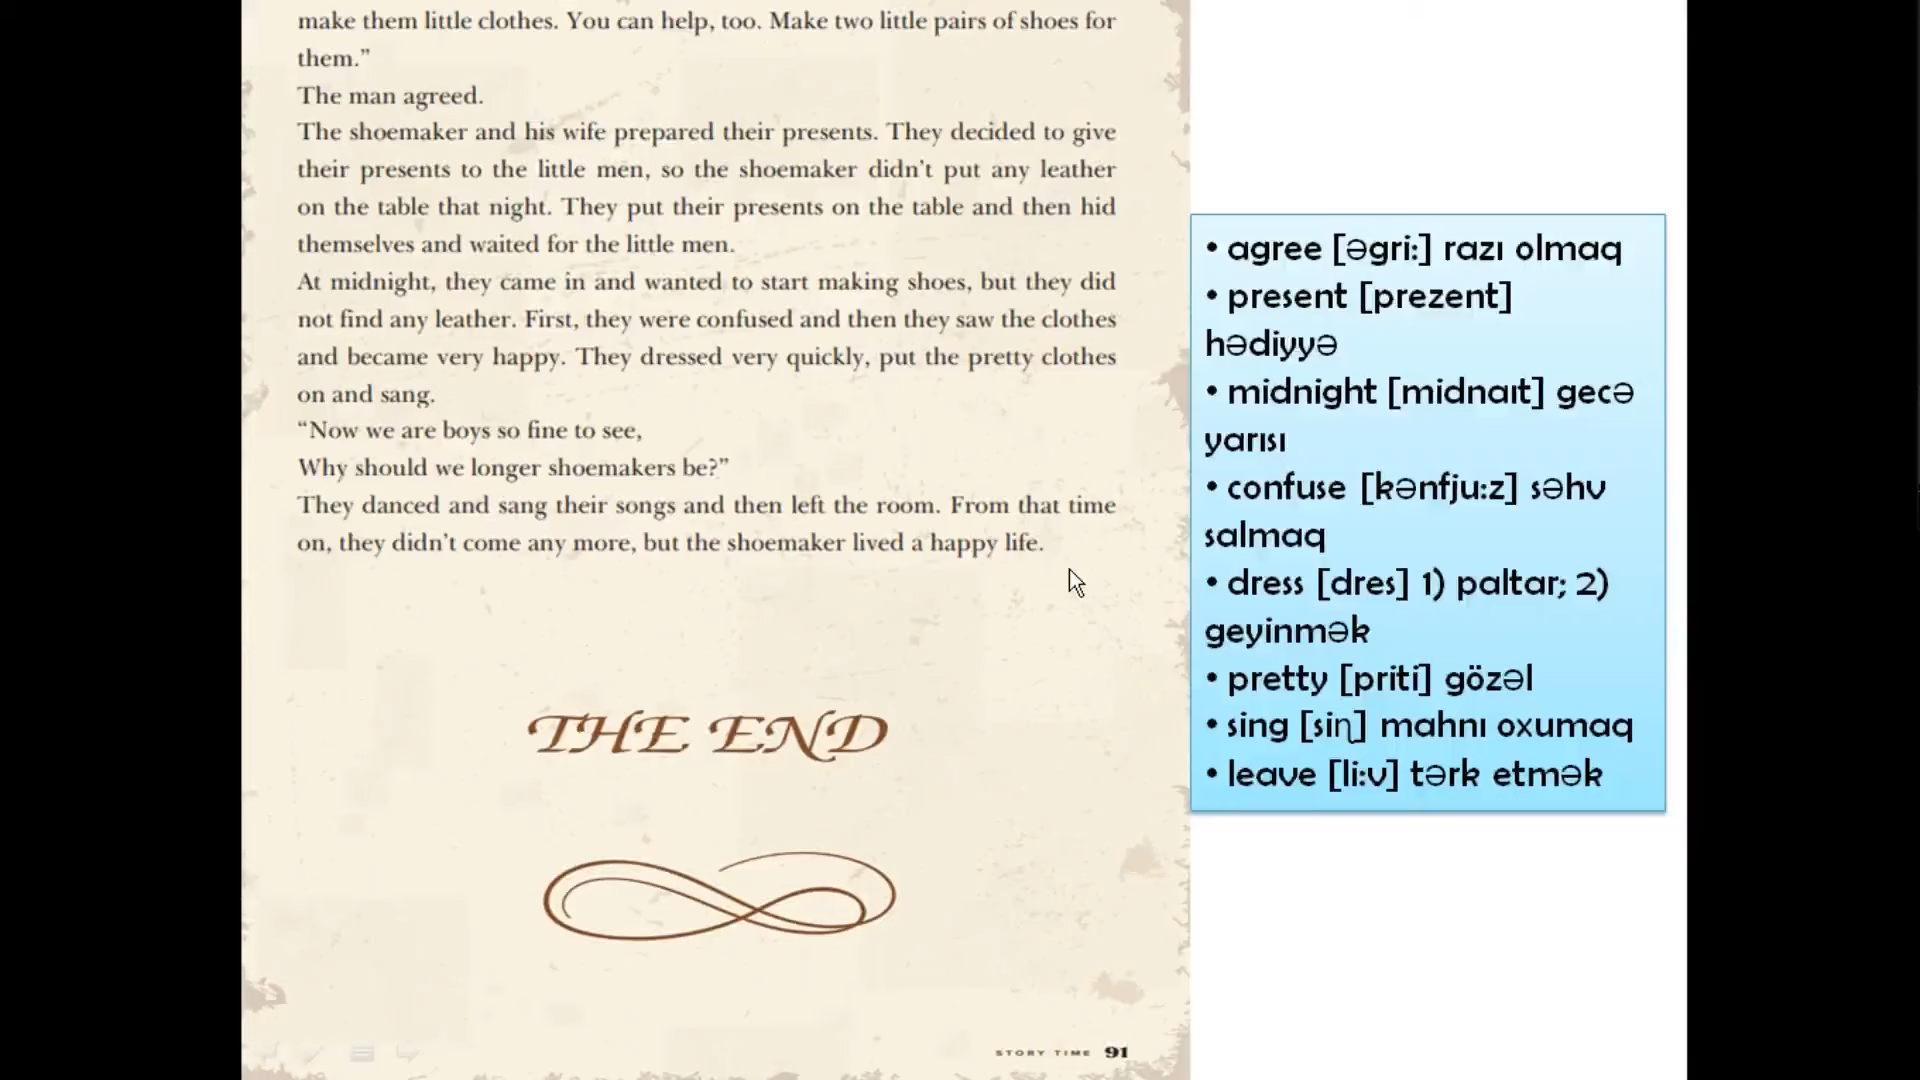 make them little clothes. You can help, too. Make two little pairs of shoes for
them.”
The man agreed.
The shoemaker and his wife prepared their presents. They decided to give
their presents to the little men, so the shoemaker didn’t put any leather
on the table that night. They put their presents on the table and then hid
themselves and waited for the little men.
At midnight, they came in and wanted to start making shoes, but they did
not find any leather. First, they were confused and then they saw the clothes
and became very happy. They dressed very quickly, put the pretty clothes
on and sang.
“Now we are boys so fine to see,
Why should we longer shoemakers be?”
They danced and sang their songs and then left the room. From that time
on, they didn’t come any more, but the shoemaker lived a happy life.
THE END
STORY TIME 91
• agree [əgri:] razı olmaq
• present [prezent]
hədiyyə
• midnight [midnaıt] gecə
yarısı
• confuse [kənfju:z] səhv
salmaq
• dress [dres] 1) paltar; 2)
geyinmək
• pretty [priti] gözəl
• sing [siɳ] mahnı oxumaq
• leave [li:v] tərk etmək